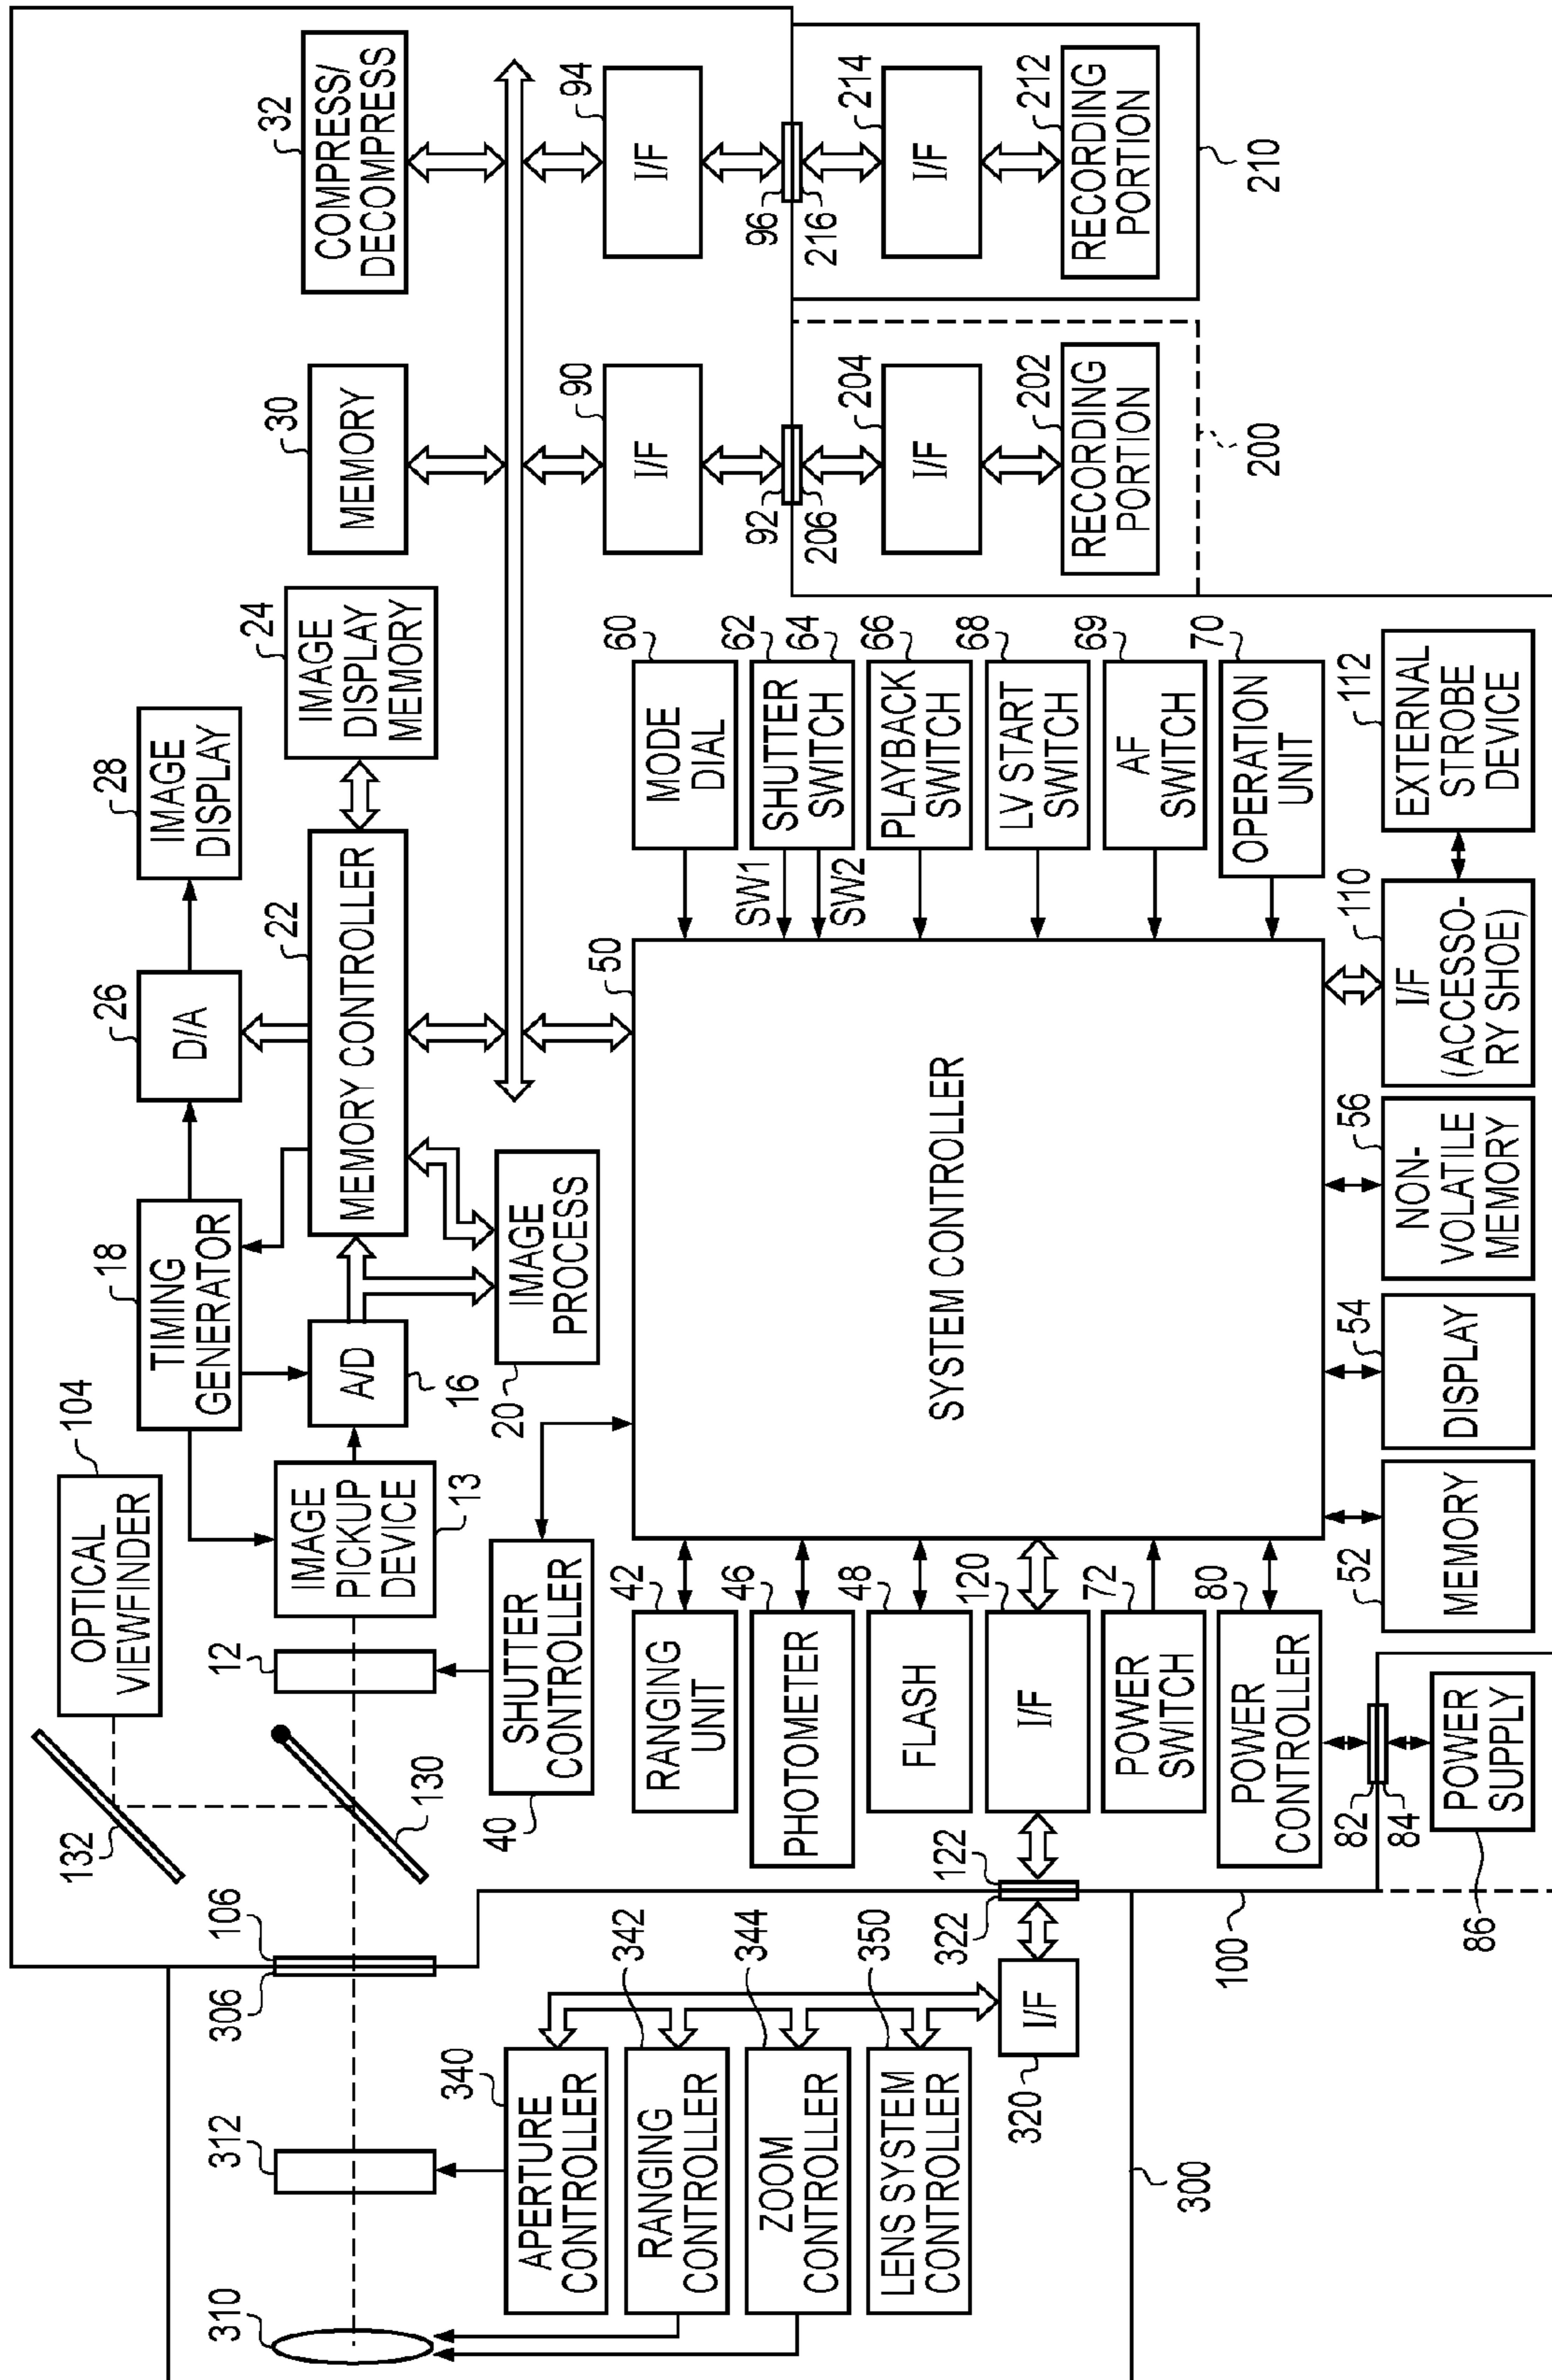 32
COMPRESS/
DECOMPRESS
30
MEMORY
24
IMAGE
DISPLAY
MEMORY
28
IMAGE
DISPLAY
26
D/A
22
MEMORY CONTROLLER
18
TIMING
GENERATOR
A/D
16
IMAGE
PROCESS
20
104
OPTICAL
VIEWFINDER
IMAGE
PICKUP
DEVICE
13
12
SHUTTER
CONTROLLER
40
132
130
106
306
312
310
94
I/F
96
216
214
I/F
212
RECORDING
PORTION
210
90
I/F
92
206
204
I/F
202
RECORDING
PORTION
200
60
MODE
DIAL
62
SHUTTER
SWITCH
64
SW1
SW2
66
PLAYBACK
SWITCH
68
LV START
SWITCH
69
AF
SWITCH
70
OPERATION
UNIT
50
SYSTEM CONTROLLER
42
RANGING
UNIT
46
PHOTOMETER
48
FLASH
120
I/F
72
POWER
SWITCH
80
POWER
CONTROLLER
82
84
POWER
SUPPLY
86
52
MEMORY
54
DISPLAY
56
NON-
VOLATILE
MEMORY
110
I/F
(ACCESSO-
RY SHOE)
112
EXTERNAL
STROBE
DEVICE
122
322
100
340
APERTURE
CONTROLLER
342
RANGING
CONTROLLER
344
ZOOM
CONTROLLER
350
LENS SYSTEM
CONTROLLER
I/F
320
300